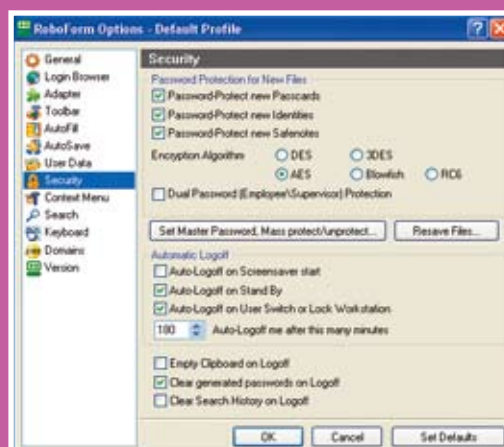 RoboForm Options - Default Profile
General
Login Browser
Adapter
Toolbar
AutoFill
AutoSave
User Data
Security
Context Menu
Search
Keyboard
Domains
Version
Security
Password Protection for New Files
Password-Protect new Passcards
Password-Protect new Identities
Password-Protect new Safenotes
Encryption Algorithm DES 3DES
AES Blowfish RC6
Dual Password (Employee\Supervisor) Protection
Set Master Password, Mass protect/unprotect... Resave Files...
Automatic Logoff
Auto-Logoff on Screensaver start
Auto-Logoff on Stand By
Auto-Logoff on User Switch or Lock Workstation
180 Auto-Logoff me after this many minutes
Empty Clipboard on Logoff
Clear generated passwords on Logoff
Clear Search History on Logoff
OK Cancel Set Defaults